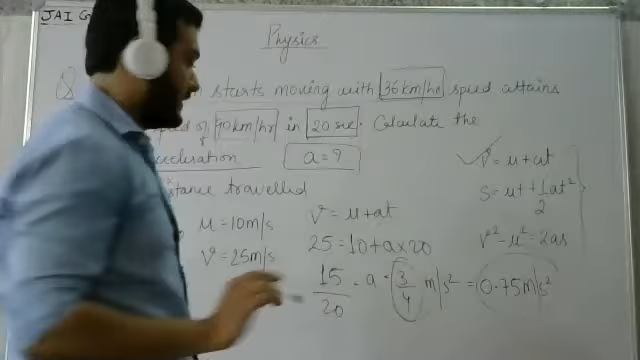 JAI G
Physics
Q starts moving with 36 km/hr speed attains
speed of 90km/hr in 20 sec. Calculate the
acceleration a = ?
distance travelled
v = u + at
S = ut + 1/2 at²
v² - u² = 2as
u = 10 m/s v = u + at
v = 25 m/s 25 = 10 + a × 20
15/20 = a = 3/4 m/s² = 0.75 m/s²